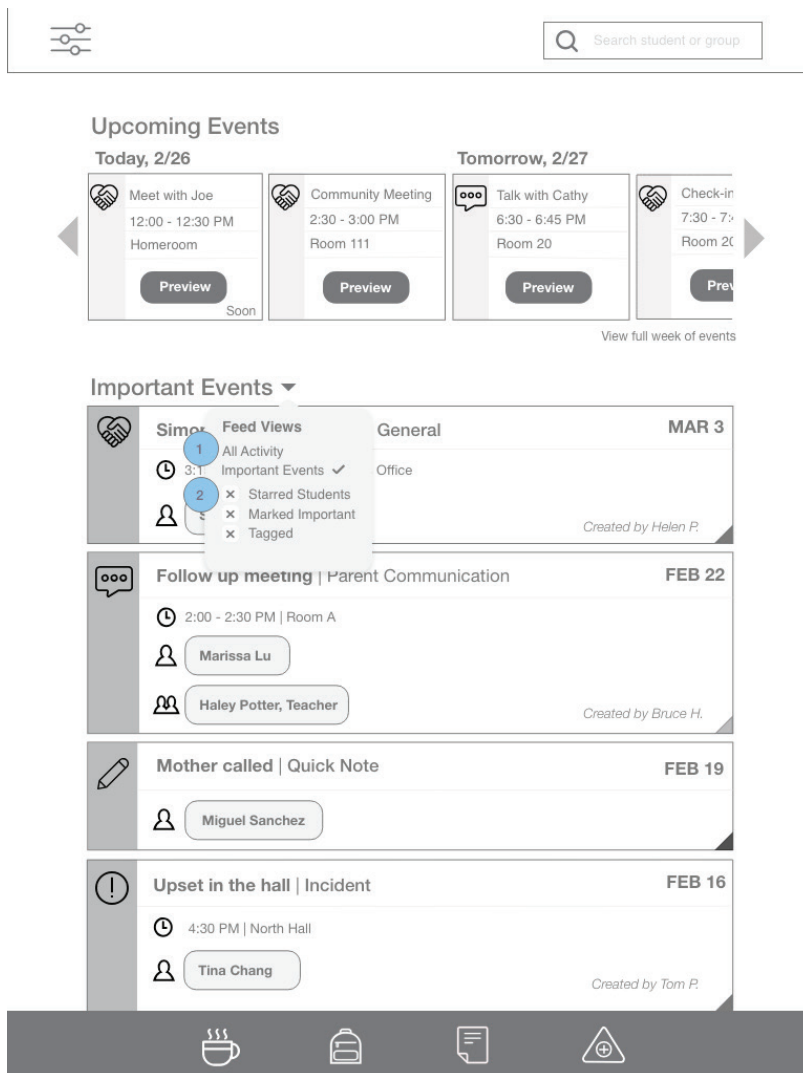 Search student or group
Upcoming Events
Today, 2/26
Tomorrow, 2/27
Meet with Joe
12:00 - 12:30 PM
Homeroom
Preview
Soon
Community Meeting
2:30 - 3:00 PM
Room 111
Preview
Talk with Cathy
6:30 - 6:45 PM
Room 20
Preview
Check-in
7:30 - 7:
Room 20
Prev
View full week of events
Important Events
General
MAR 3
Office
Created by Helen P.
Feed Views
1 All Activity
Important Events
2 Starred Students
Marked Important
Tagged
Follow up meeting | Parent Communication
FEB 22
2:00 - 2:30 PM | Room A
Marissa Lu
Haley Potter, Teacher
Created by Bruce H.
Mother called | Quick Note
FEB 19
Miguel Sanchez
Upset in the hall | Incident
FEB 16
4:30 PM | North Hall
Tina Chang
Created by Tom P.